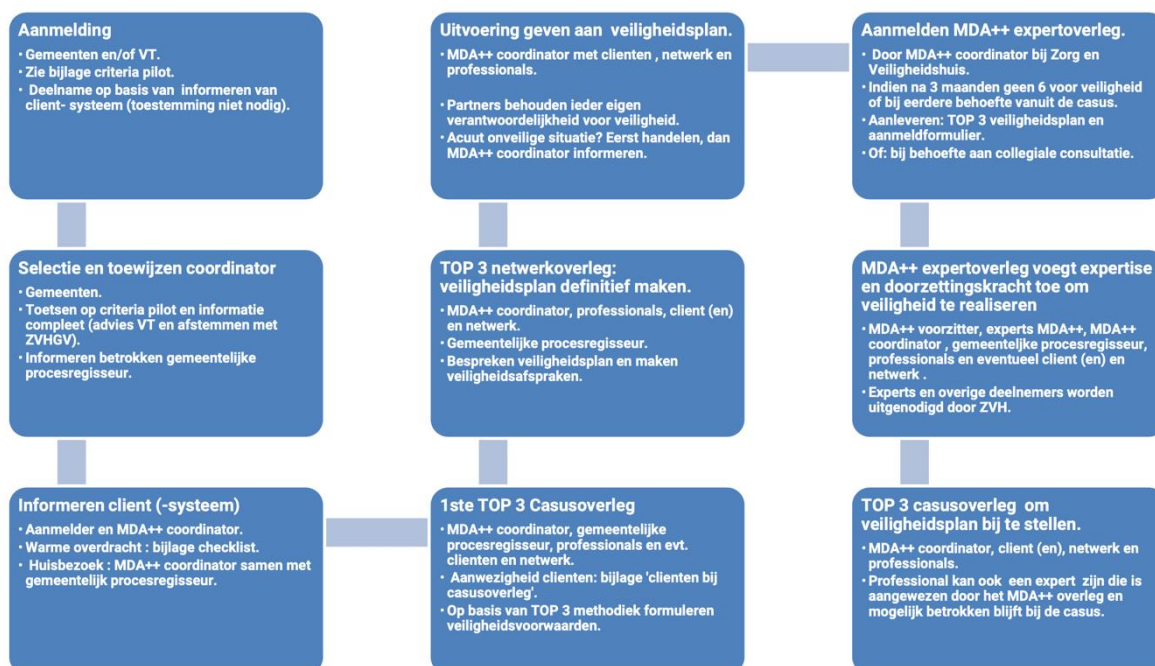 Aanmelding
• Gemeenten en/of VT.
• Zie bijlage criteria pilot.
• Deelname op basis van informeren van
client- systeem (toestemming niet nodig).
Selectie en toewijzen coordinator
• Gemeenten.
• Toetsen op criteria pilot en informatie
compleet (advies VT en afstemmen met
ZVHGV).
• Informeren betrokken gemeentelijke
procesregisseur.
Informeren client (-systeem)
• Aanmelder en MDA++ coordinator.
• Warme overdracht : bijlage checklist.
• Huisbezoek : MDA++ coordinator samen met
gemeentelijk procesregisseur.
1ste TOP 3 Casusoverleg
• MDA++ coordinator, gemeentelijke
procesregisseur, professionals en evt.
clienten en netwerk.
• Aanwezigheid clienten: bijlage 'clienten bij
casusoverleg'.
• Op basis van TOP 3 methodiek formuleren
veiligheidsvoorwaarden.
TOP 3 netwerkoverleg:
veiligheidsplan definitief maken.
• MDA++ coordinator, professionals, client (en)
en netwerk.
• Gemeentelijke procesregisseur.
• Bespreken veiligheidsplan en maken
veiligheidsafspraken.
Uitvoering geven aan veiligheidsplan.
• MDA++ coordinator met clienten , netwerk en
professionals.
• Partners behouden ieder eigen
verantwoordelijkheid voor veiligheid.
• Acuut onveilige situatie? Eerst handelen, dan
MDA++ coordinator informeren.
Aanmelden MDA++ expertoverleg.
• Door MDA++ coordinator bij Zorg en
Veiligheidshuis.
• Indien na 3 maanden geen 6 voor veiligheid
of bij eerdere behoefte vanuit de casus.
• Aanleveren: TOP 3 veiligheidsplan en
aanmeldformulier.
• Of: bij behoefte aan collegiale consultatie.
MDA++ expertoverleg voegt expertise
en doorzettingskracht toe om
veiligheid te realiseren
• MDA++ voorzitter, experts MDA++, MDA++
coordinator , gemeenteljke procesregisseur,
professionals en eventueel client (en) en
netwerk .
• Experts en overige deelnemers worden
uitgenodigd door ZVH.
TOP 3 casusoverleg om
veiligheidsplan bij te stellen.
• MDA++ coordinator, client (en), netwerk en
professionals.
• Professional kan ook een expert zijn die is
aangewezen door het MDA++ overleg en
mogelijk betrokken blijft bij de casus.